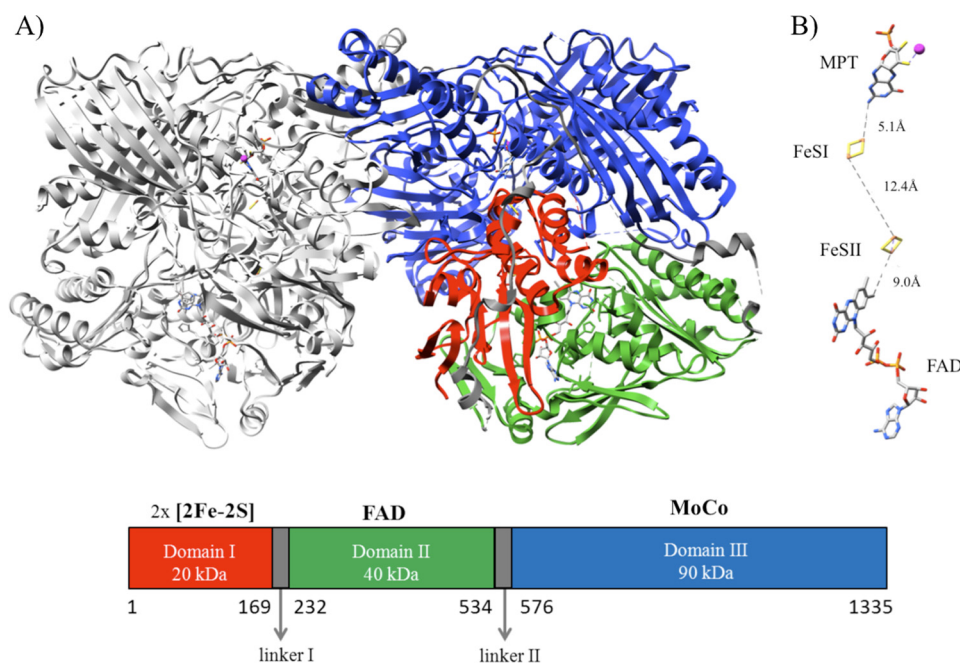 A)
B)
MPT
5.1Å
FeSI
12.4Å
FeSII
9.0Å
FAD
2x [2Fe-2S]
FAD
MoCo
Domain I
20 kDa
Domain II
40 kDa
Domain III
90 kDa
1
169
232
534
576
1335
linker I
linker II